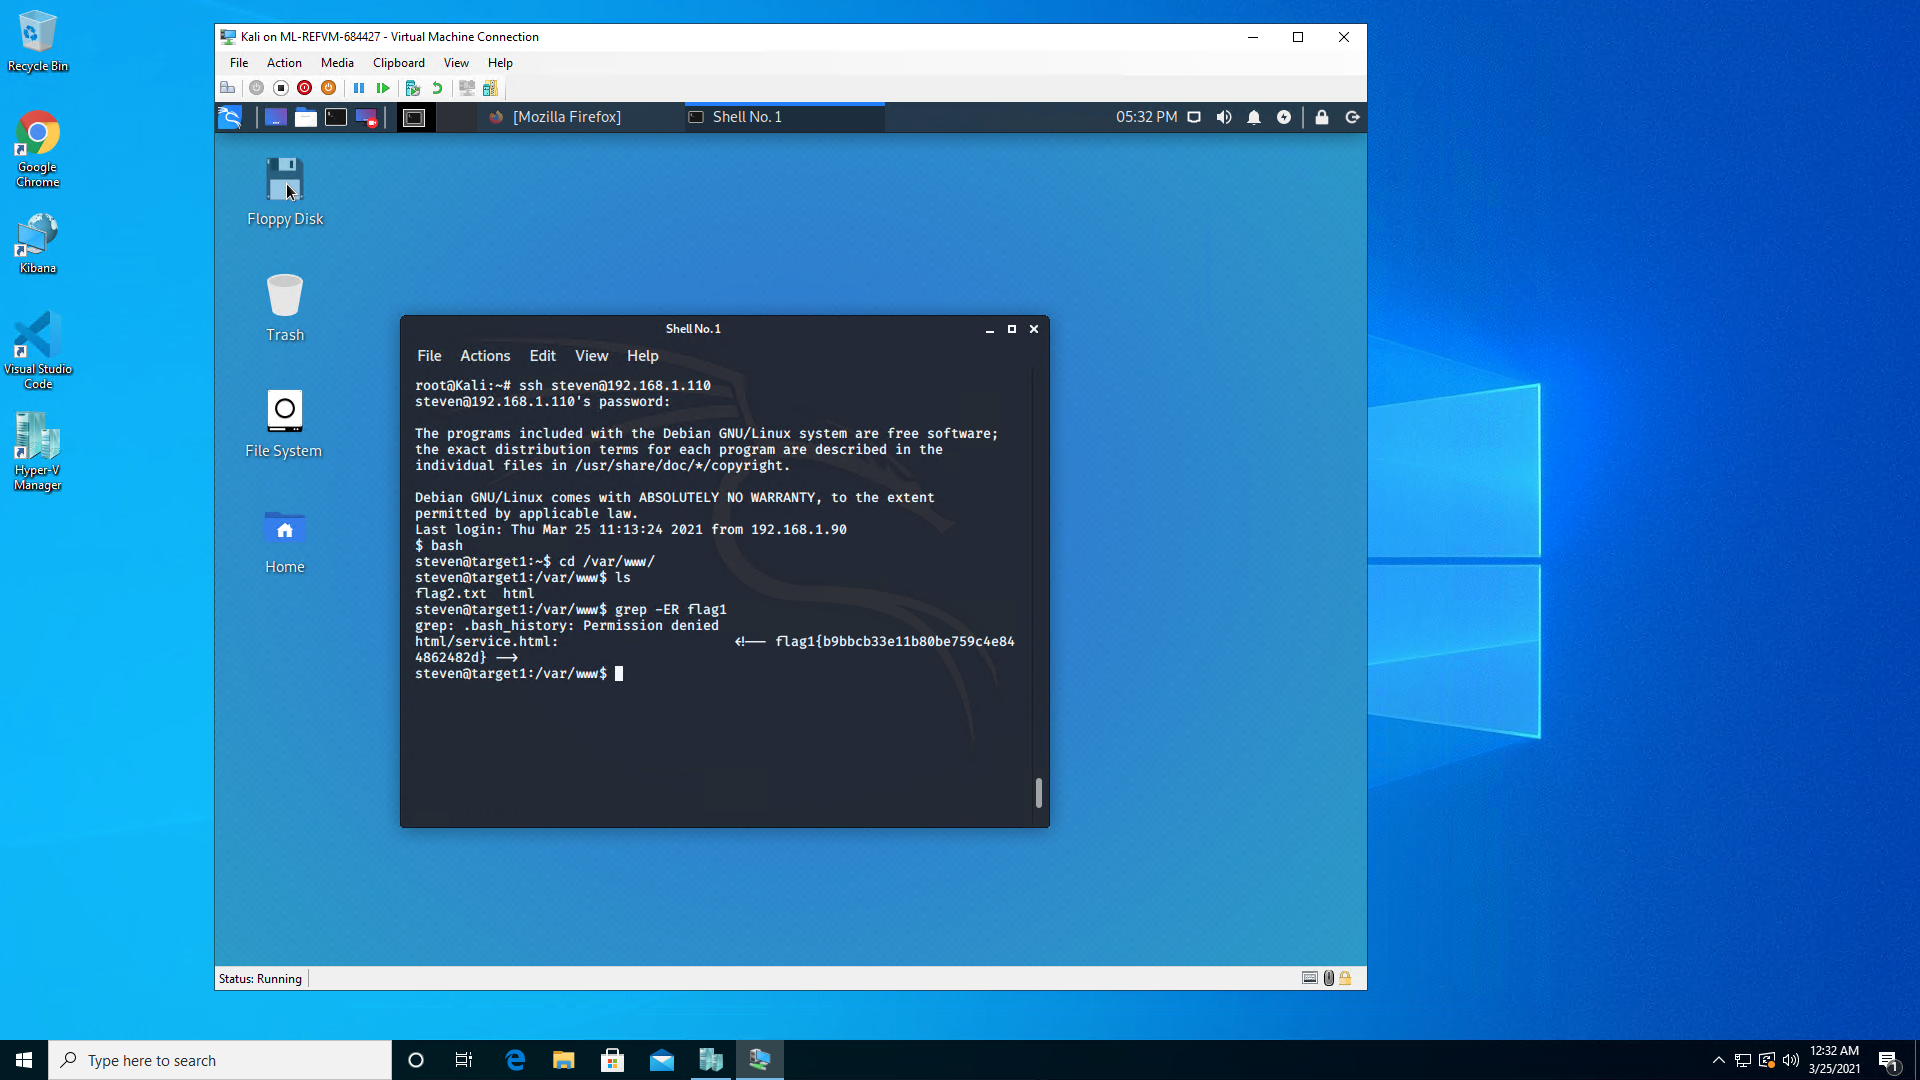 Recycle Bin
Google
Chrome
Kibana
Visual Studio
Code
Hyper-V
Manager
Kali on ML-REFVM-684427 - Virtual Machine Connection
File Action Media Clipboard View Help
[Mozilla Firefox]
Shell No. 1
05:32 PM
Floppy Disk
Trash
File System
Home
Shell No. 1
File Actions Edit View Help
root@Kali:~# ssh steven@192.168.1.110
steven@192.168.1.110's password:
The programs included with the Debian GNU/Linux system are free software;
the exact distribution terms for each program are described in the
individual files in /usr/share/doc/*/copyright.
Debian GNU/Linux comes with ABSOLUTELY NO WARRANTY, to the extent
permitted by applicable law.
Last login: Thu Mar 25 11:13:24 2021 from 192.168.1.90
$ bash
steven@target1:~$ cd /var/www/
steven@target1:/var/www$ ls
flag2.txt  html
steven@target1:/var/www$ grep -ER flag1
grep: .bash_history: Permission denied
html/service.html:                      <!-- flag1{b9bbcb33e11b80be759c4e84
4862482d} -->
steven@target1:/var/www$
Status: Running
Type here to search
12:32 AM
3/25/2021
1